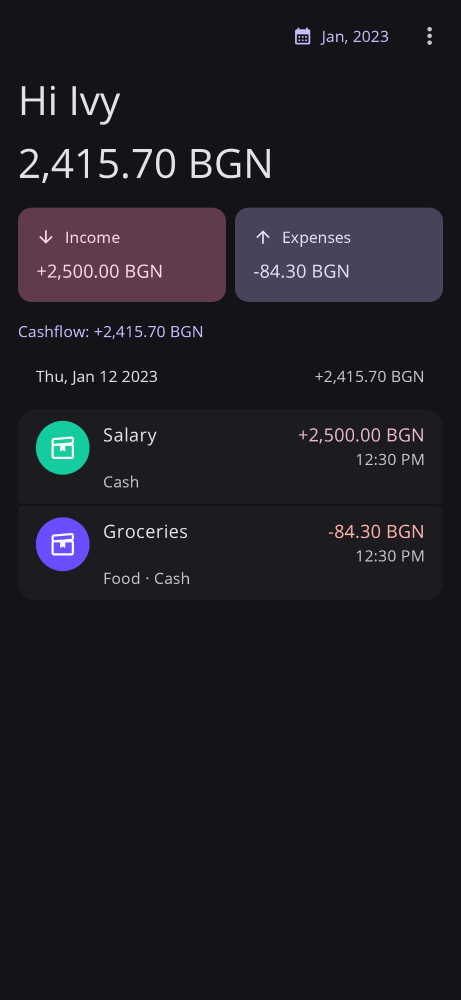 Jan, 2023
Hi Ivy
2,415.70 BGN
Income
+2,500.00 BGN
Expenses
-84.30 BGN
Cashflow: +2,415.70 BGN
Thu, Jan 12 2023
+2,415.70 BGN
Salary
+2,500.00 BGN
12:30 PM
Cash
Groceries
-84.30 BGN
12:30 PM
Food · Cash